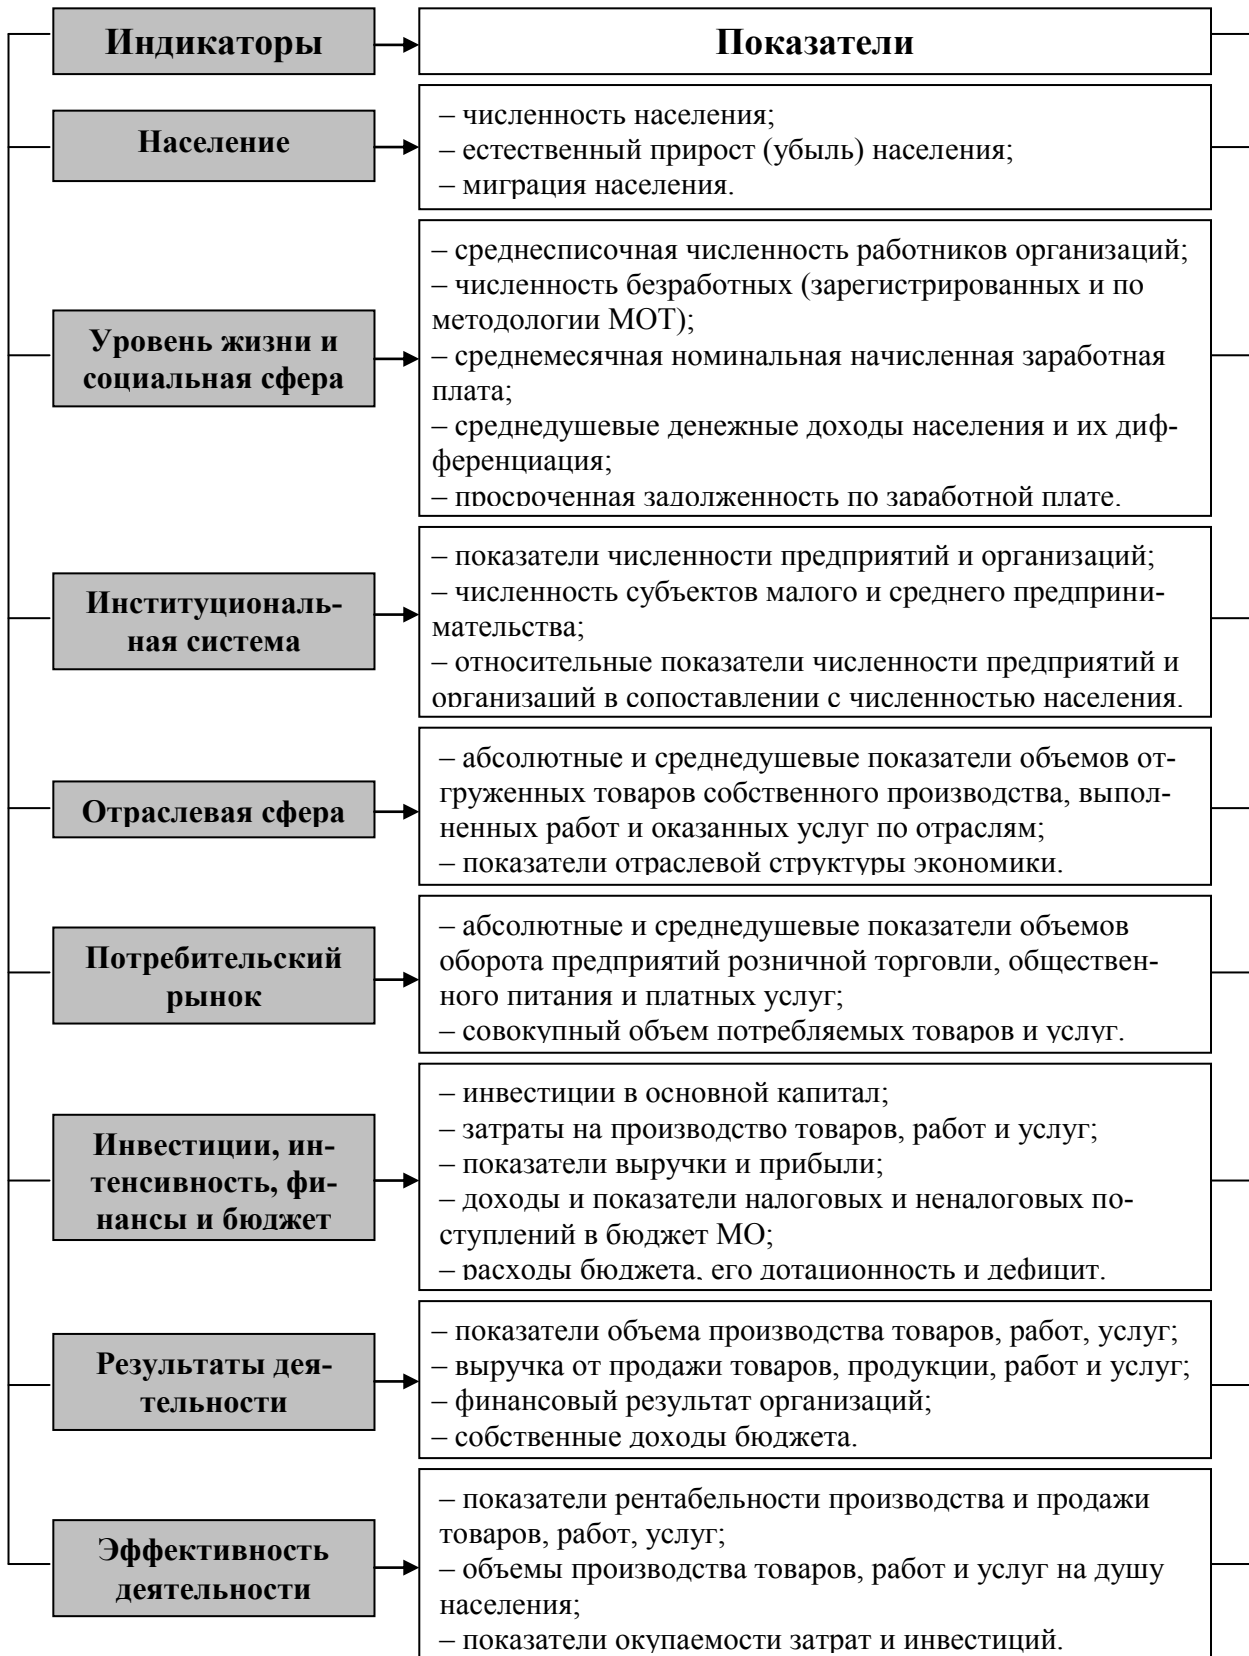 Индикаторы
Показатели
Население
– численность населения;
– естественный прирост (убыль) населения;
– миграция населения.
Уровень жизни и
социальная сфера
– среднесписочная численность работников организаций;
– численность безработных (зарегистрированных и по
методологии МОТ);
– среднемесячная номинальная начисленная заработная
плата;
– среднедушевые денежные доходы населения и их диф-
ференциация;
– просроченная задолженность по заработной плате.
Институциональ-
ная система
– показатели численности предприятий и организаций;
– численность субъектов малого и среднего предприни-
мательства;
– относительные показатели численности предприятий и
организаций в сопоставлении с численностью населения.
Отраслевая сфера
– абсолютные и среднедушевые показатели объемов от-
груженных товаров собственного производства, выпол-
ненных работ и оказанных услуг по отраслям;
– показатели отраслевой структуры экономики.
Потребительский
рынок
– абсолютные и среднедушевые показатели объемов
оборота предприятий розничной торговли, обществен-
ного питания и платных услуг;
– совокупный объем потребляемых товаров и услуг.
Инвестиции, ин-
тенсивность, фи-
нансы и бюджет
– инвестиции в основной капитал;
– затраты на производство товаров, работ и услуг;
– показатели выручки и прибыли;
– доходы и показатели налоговых и неналоговых по-
ступлений в бюджет МО;
– расходы бюджета, его дотационность и дефицит.
Результаты дея-
тельности
– показатели объема производства товаров, работ, услуг;
– выручка от продажи товаров, продукции, работ и услуг;
– финансовый результат организаций;
– собственные доходы бюджета.
Эффективность
деятельности
– показатели рентабельности производства и продажи
товаров, работ, услуг;
– объемы производства товаров, работ и услуг на душу
населения;
– показатели окупаемости затрат и инвестиций.